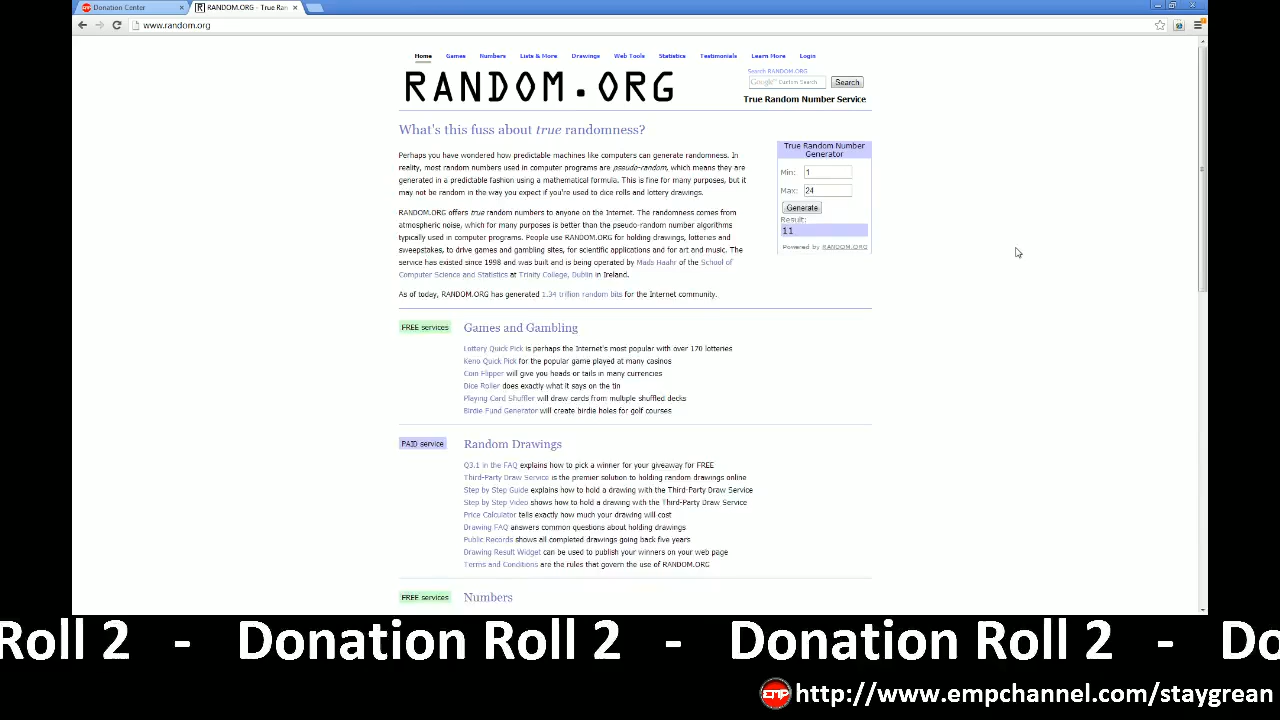 Donation Center
RANDOM.ORG - True Ran
www.random.org
Home Games Numbers Lists & More Drawings Web Tools Statistics Testimonials Learn More Login
RANDOM.ORG
Search RANDOM.ORG
Google™ Custom Search Search
True Random Number Service
What's this fuss about true randomness?
Perhaps you have wondered how predictable machines like computers can generate randomness. In
reality, most random numbers used in computer programs are pseudo-random, which means they are
generated in a predictable fashion using a mathematical formula. This is fine for many purposes, but it
may not be random in the way you expect if you're used to dice rolls and lottery drawings.
RANDOM.ORG offers true random numbers to anyone on the Internet. The randomness comes from
atmospheric noise, which for many purposes is better than the pseudo-random number algorithms
typically used in computer programs. People use RANDOM.ORG for holding drawings, lotteries and
sweepstakes, to drive games and gambling sites, for scientific applications and for art and music. The
service has existed since 1998 and was built and is being operated by Mads Haahr of the School of
Computer Science and Statistics at Trinity College, Dublin in Ireland.
As of today, RANDOM.ORG has generated 1.34 trillion random bits for the Internet community.
True Random Number
Generator
Min: 1
Max: 24
Generate
Result:
11
Powered by RANDOM.ORG
FREE services Games and Gambling
Lottery Quick Pick is perhaps the Internet's most popular with over 170 lotteries
Keno Quick Pick for the popular game played at many casinos
Coin Flipper will give you heads or tails in many currencies
Dice Roller does exactly what it says on the tin
Playing Card Shuffler will draw cards from multiple shuffled decks
Birdie Fund Generator will create birdie holes for golf courses
PAID service Random Drawings
Q3.1 in the FAQ explains how to pick a winner for your giveaway for FREE
Third-Party Draw Service is the premier solution to holding random drawings online
Step by Step Guide explains how to hold a drawing with the Third-Party Draw Service
Step by Step Video shows how to hold a drawing with the Third-Party Draw Service
Price Calculator tells exactly how much your drawing will cost
Drawing FAQ answers common questions about holding drawings
Public Records shows all completed drawings going back five years
Drawing Result Widget can be used to publish your winners on your web page
Terms and Conditions are the rules that govern the use of RANDOM.ORG
FREE services Numbers
Roll 2 - Donation Roll 2 - Donation Roll 2 - Do
EMP http://www.empchannel.com/staygrean